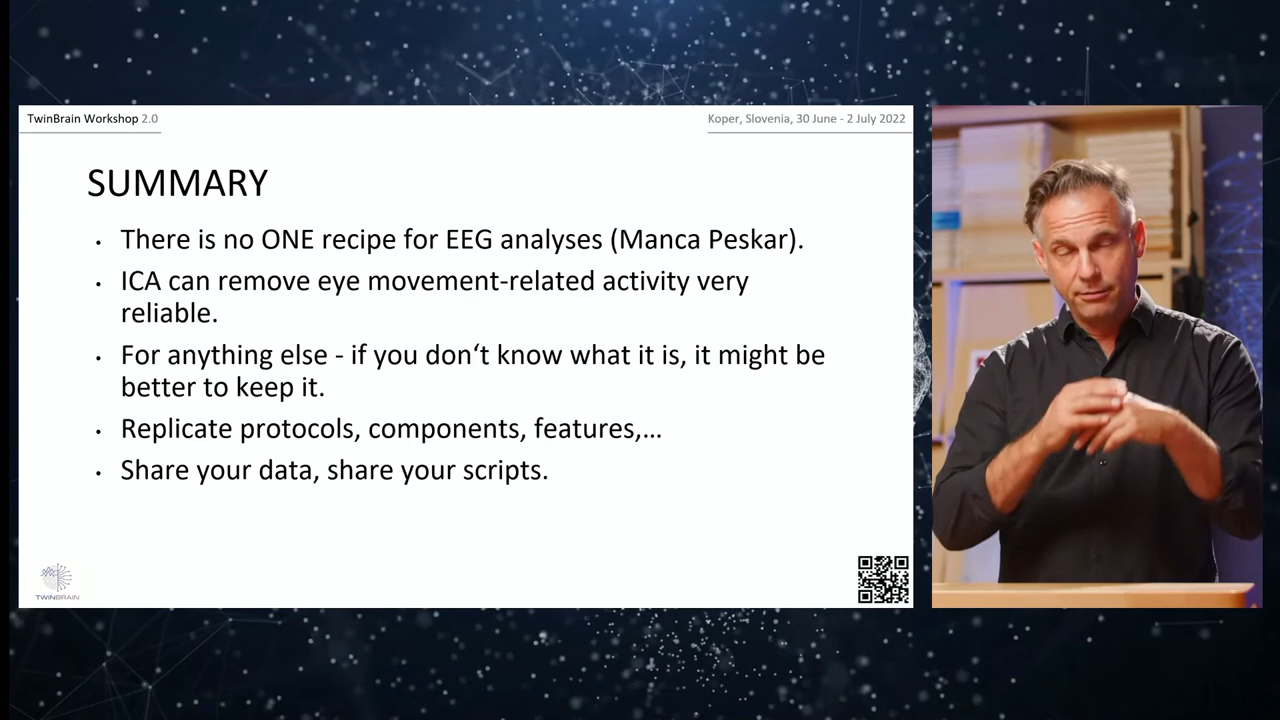 TwinBrain Workshop 2.0
Koper, Slovenia, 30 June - 2 July 2022
SUMMARY
• There is no ONE recipe for EEG analyses (Manca Peskar).
• ICA can remove eye movement-related activity very
reliable.
• For anything else - if you don‘t know what it is, it might be
better to keep it.
• Replicate protocols, components, features,…
• Share your data, share your scripts.
TWINBRAIN